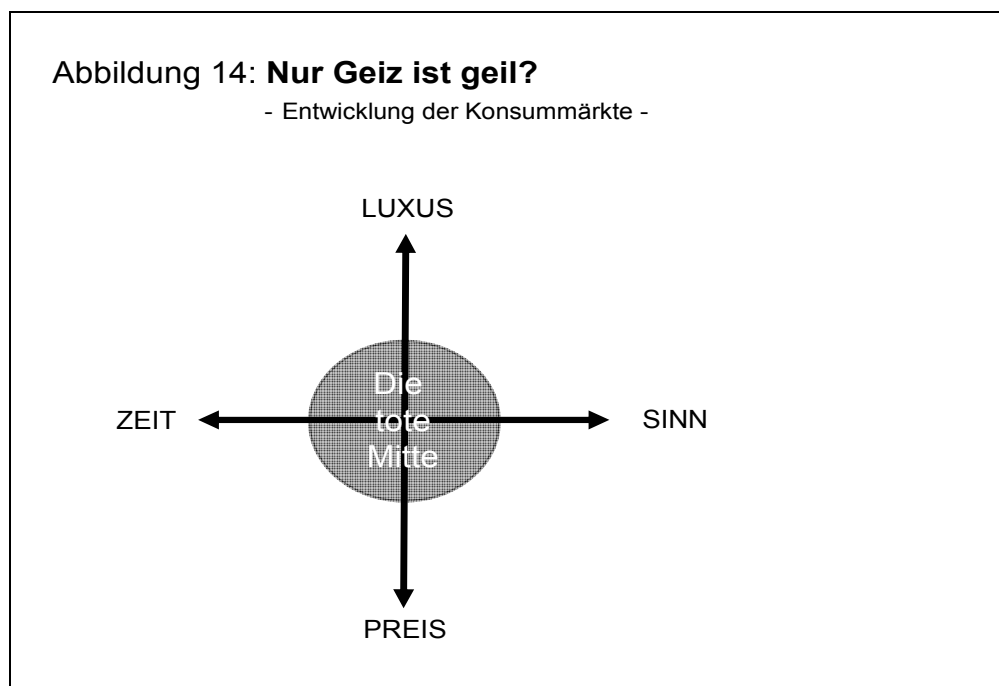 Abbildung 14: Nur Geiz ist geil?
- Entwicklung der Konsummärkte -
LUXUS
ZEIT
Die
tote
Mitte
SINN
PREIS